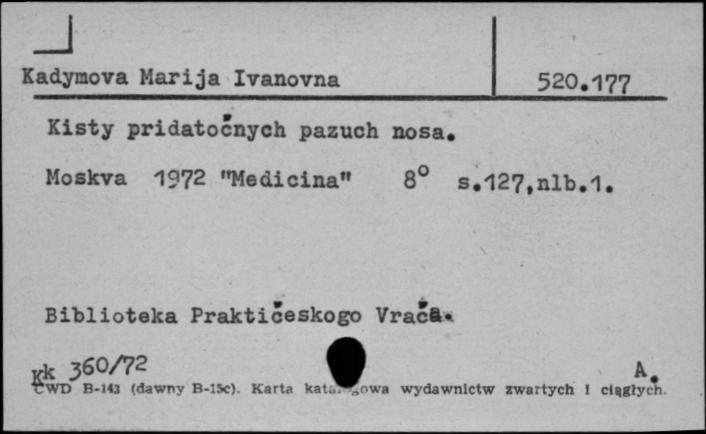 Kadymova Marija Ivanovna 520.177
Kisty pridatočnych pazuch nosa.
Moskva 1972 "Medicina" 8° s.127,nlb.1.
Biblioteka Praktičeskogo Vrača.
Kk 360/72 A.
CWD B-143 (dawny B-15c). Karta katalogowa wydawnictw zwartych i ciągłych.